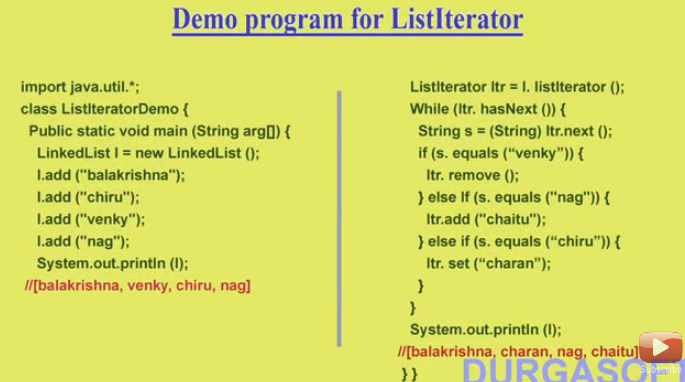 Demo program for ListIterator
import java.util.*;
class ListIteratorDemo {
Public static void main (String arg[]) {
LinkedList l = new LinkedList ();
l.add ("balakrishna");
l.add ("chiru");
l.add ("venky");
l.add ("nag");
System.out.println (l);
//[balakrishna, venky, chiru, nag]
ListIterator ltr = l. listIterator ();
While (ltr. hasNext ()) {
String s = (String) ltr.next ();
if (s. equals (“venky”)) {
ltr. remove ();
} else If (s. equals ("nag")) {
ltr.add ("chaitu");
} else if (s. equals (“chiru”)) {
ltr. set (“charan”);
}
}
System.out.println (l);
//[balakrishna, charan, nag, chaitu]
} }
DURGASOFT
Subscribe